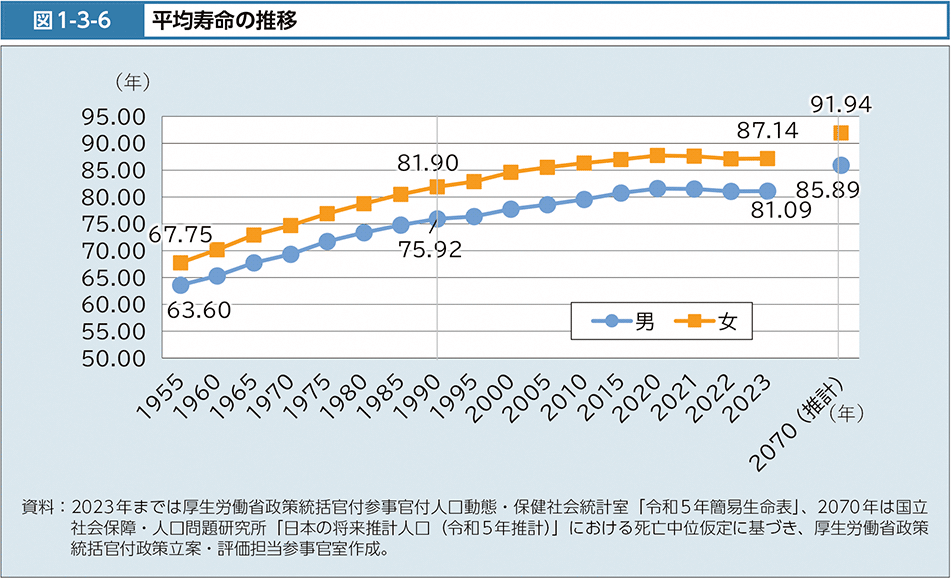 図1-3-6 平均寿命の推移
（年）
95.00
90.00
85.00
80.00
75.00
70.00
65.00
60.00
55.00
50.00
67.75
63.60
81.90
75.92
87.14
81.09
91.94
85.89
男 女
1955 1960 1965 1970 1975 1980 1985 1990 1995 2000 2005 2010 2015 2020 2021 2022 2023 2070（推計）
（年）
資料：2023年までは厚生労働省政策統括官付参事官付人口動態・保健社会統計室「令和５年簡易生命表」、2070年は国立
社会保障・人口問題研究所「日本の将来推計人口（令和５年推計）」における死亡中位仮定に基づき、厚生労働省政策
統括官付政策立案・評価担当参事官室作成。